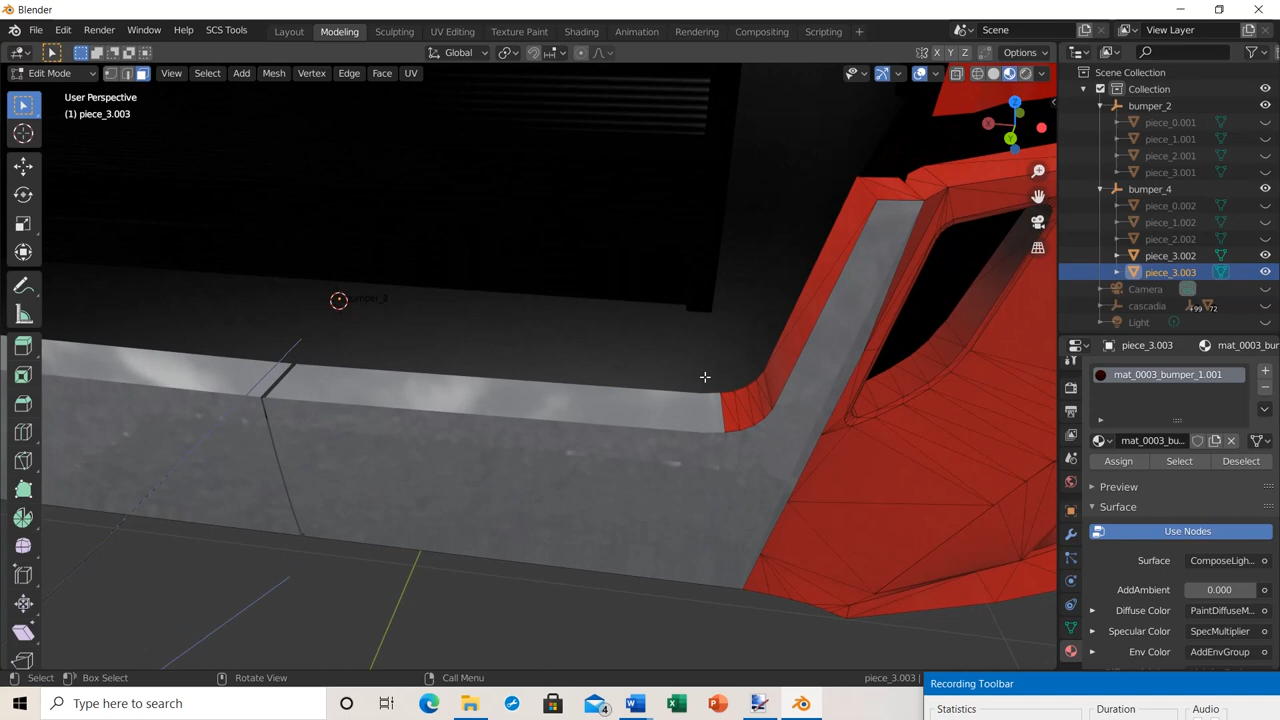 Blender
File Edit Render Window Help SCS Tools Layout Modeling Sculpting UV Editing Texture Paint Shading Animation Rendering Compositing Scripting + Scene View Layer
Global X Y Z Options
Edit Mode View Select Add Mesh Vertex Edge Face UV
User Perspective
(1) piece_3.003
Z
X
Y
Scene Collection
Collection
bumper_2
piece_0.001
piece_1.001
piece_2.001
piece_3.001
bumper_4
piece_0.002
piece_1.002
piece_2.002
piece_3.002
piece_3.003
Camera
cascadia +99 72
Light
piece_3.003 mat_0003_bur
mat_0003_bumper_1.001
mat_0003_bu...
Assign Select Deselect
Preview
Surface
Use Nodes
Surface ComposeLigh...
AddAmbient 0.000
Diffuse Color PaintDiffuseM...
Specular Color SpecMultiplier
Env Color AddEnvGroup
Select Box Select Rotate View Call Menu piece_3.003 |
Recording Toolbar
Statistics Duration Audio
Type here to search
4